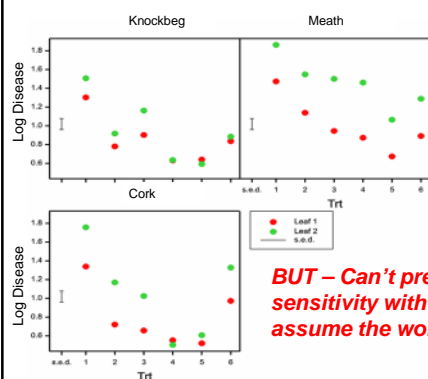 Knockbeg
Meath
Log Disease
1.8
1.6
1.4
1.2
1.0
0.8
0.6
s.e.d. 1 2 3 4 5 6
Trt
Cork
Log Disease
1.8
1.6
1.4
1.2
1.0
0.8
0.6
s.e.d. 1 2 3 4 5 6
Trt
Leaf 1
Leaf 2
s.e.d.
BUT – Can't pre
sensitivity with
assume the wo